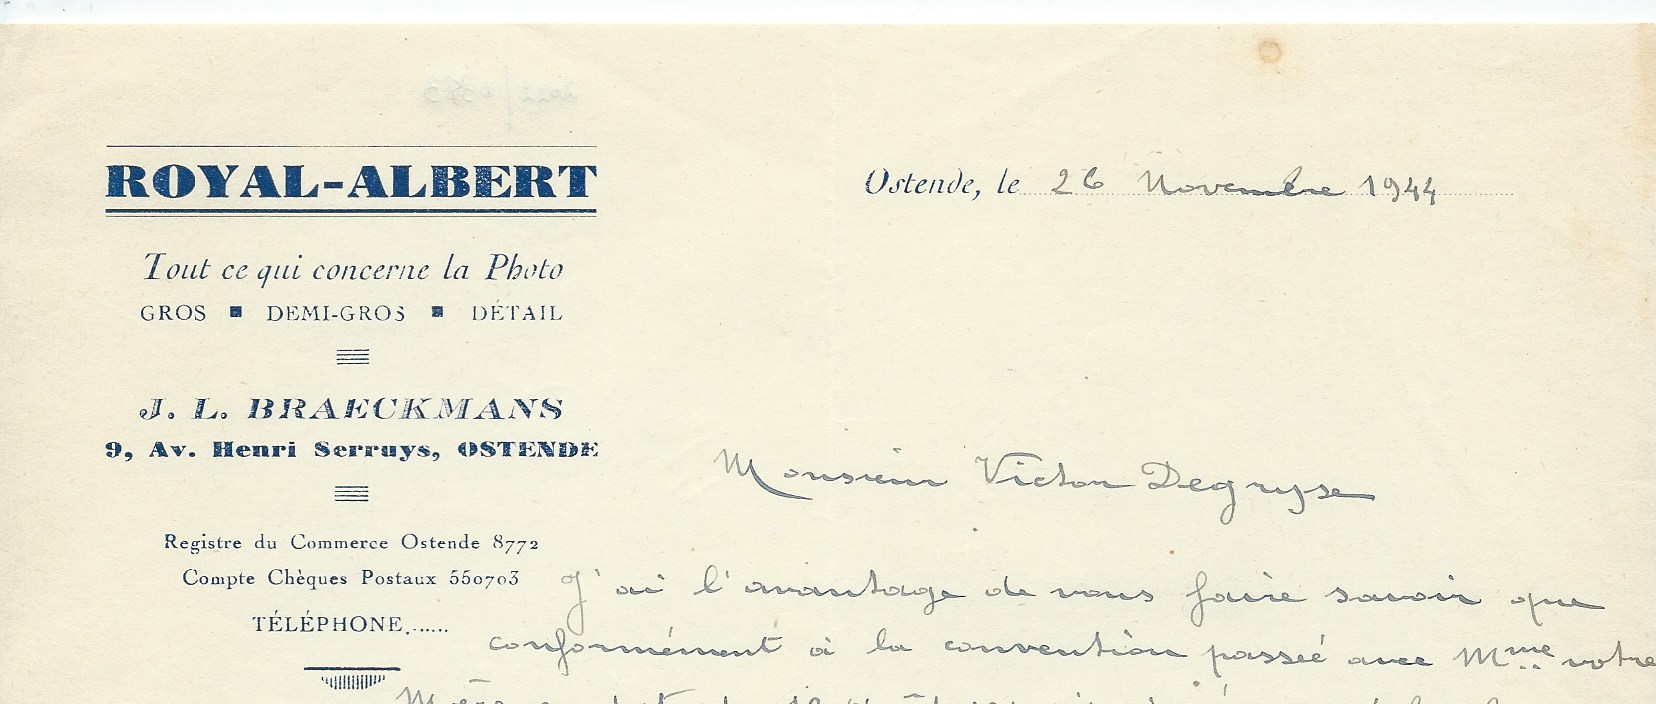 ROYAL-ALBERT
Tout ce qui concerne la Photo
GROS ▪ DEMI-GROS ▪ DÉTAIL
J. L. BRAECKMANS
9, Av. Henri Serruys, OSTENDE
Registre du Commerce Ostende 8772
Compte Chèques Postaux 550703
TÉLÉPHONE.......
Ostende, le 26 Novembre 1944
Monsieur Victor Degryse
J'ai l'avantage de vous faire savoir que
conformément à la convention passée avec Mme votre